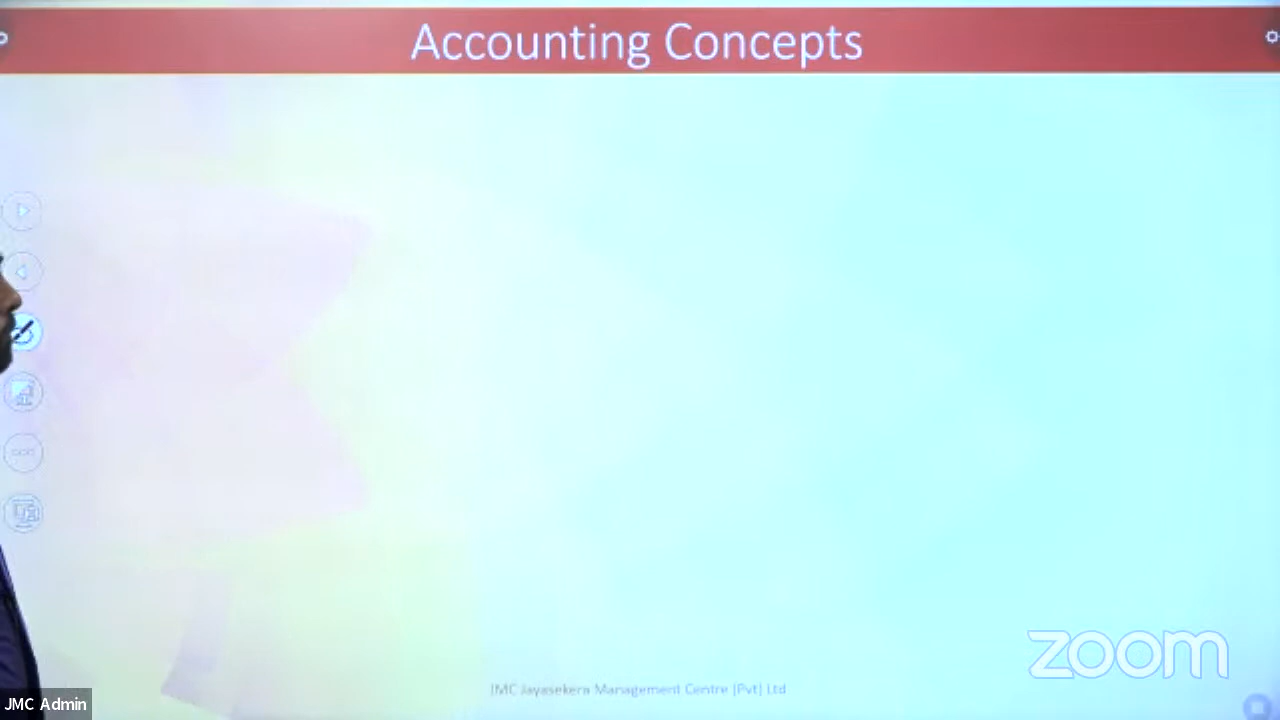 Accounting Concepts
zoom
JMC Jayasekera Management Centre (Pvt) Ltd
JMC Admin